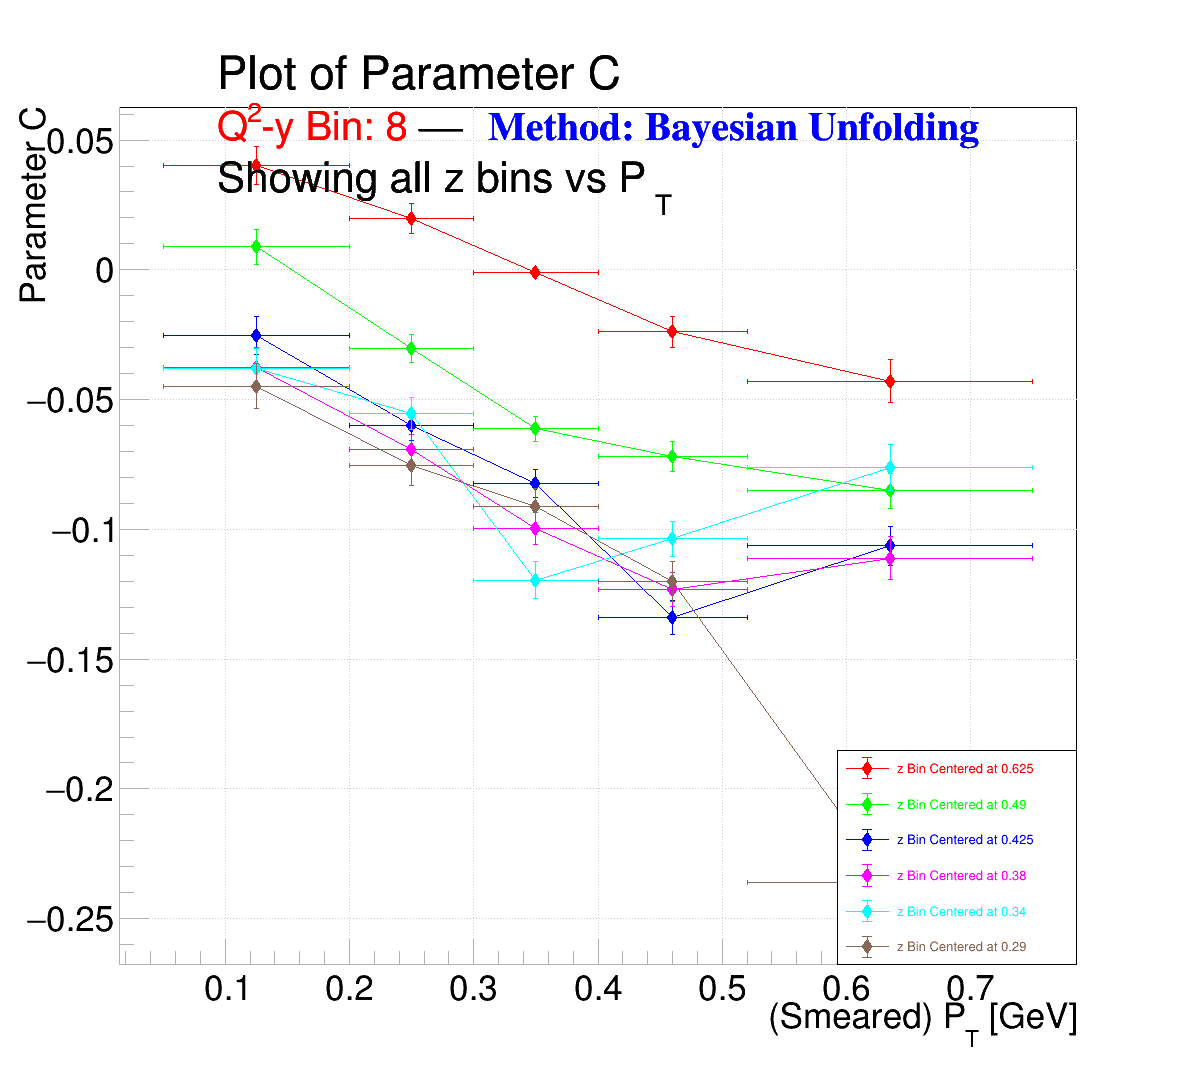 Plot of Parameter C
Q²-y Bin: 8 — Method: Bayesian Unfolding
Showing all z bins vs P_T
Parameter C
0.05
0
−0.05
−0.1
−0.15
−0.2
−0.25
z Bin Centered at 0.625
z Bin Centered at 0.49
z Bin Centered at 0.425
z Bin Centered at 0.38
z Bin Centered at 0.34
z Bin Centered at 0.29
0.1 0.2 0.3 0.4 0.5 0.6 0.7
(Smeared) P_T [GeV]